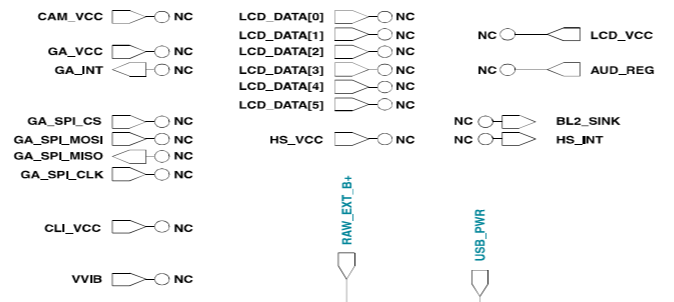 CAM_VCC NC
GA_VCC NC
GA_INT NC
GA_SPI_CS NC
GA_SPI_MOSI NC
GA_SPI_MISO NC
GA_SPI_CLK NC
CLI_VCC NC
VVIB NC
LCD_DATA[0] NC
LCD_DATA[1] NC
LCD_DATA[2] NC
LCD_DATA[3] NC
LCD_DATA[4] NC
LCD_DATA[5] NC
HS_VCC NC
RAW_EXT_B+
NC LCD_VCC
NC AUD_REG
NC BL2_SINK
NC HS_INT
USB_PWR